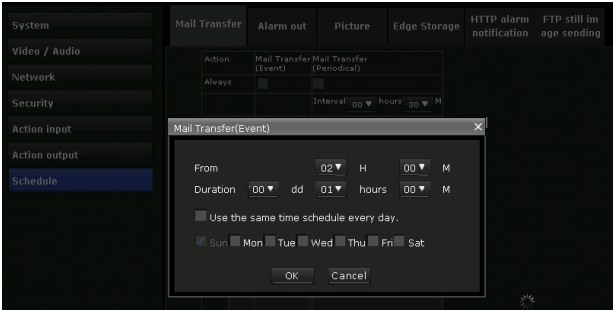 System
Video / Audio
Network
Security
Action input
Action output
Schedule
Mail Transfer
Alarm out
Picture
Edge Storage
HTTP alarm
notification
FTP still im
age sending
Action
Mail Transfer
(Event)
Mail Transfer
(Periodical)
Always
Interval 00 ▼ hours 30 ▼ M
Mail Transfer(Event) X
From 02 ▼ H 00 ▼ M
Duration '00 ▼ dd 01 ▼ hours 00 ▼ M
Use the same time schedule every day.
Sun Mon Tue Wed Thu Fri Sat
OK Cancel